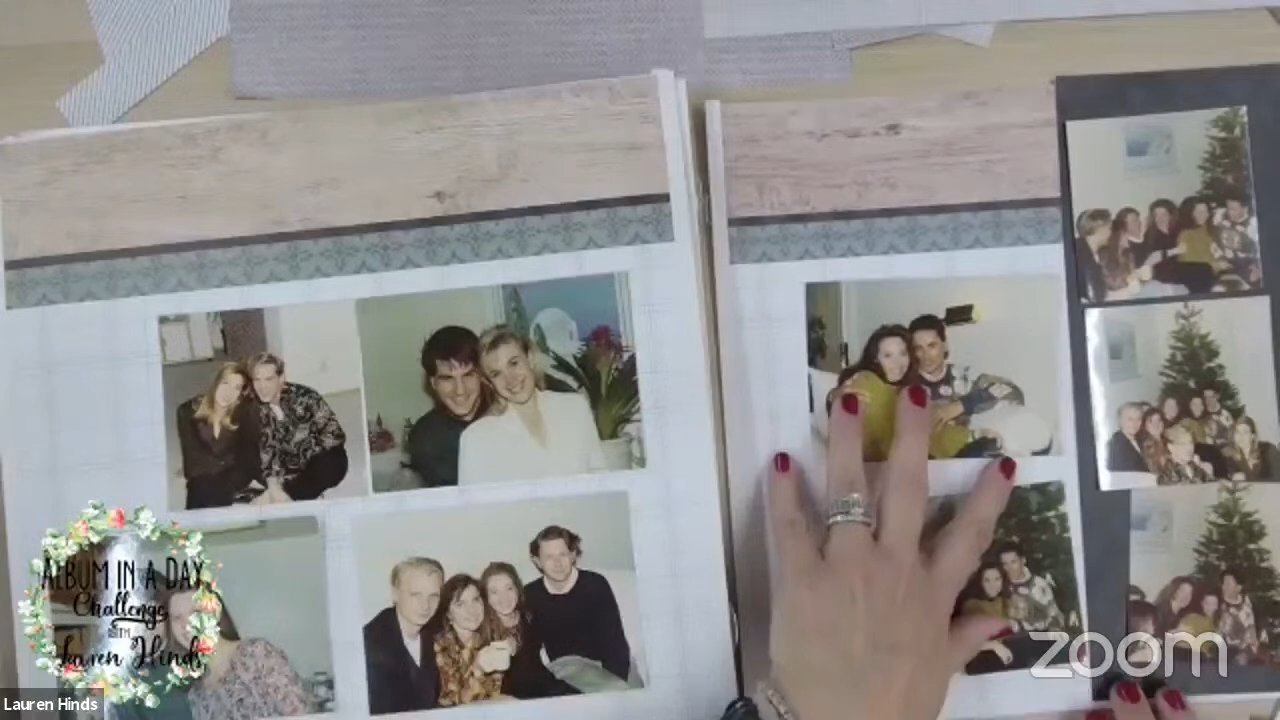 ALBUM IN A DAY
Challenge
WITH
Lauren Hinds
Lauren Hinds
zoom